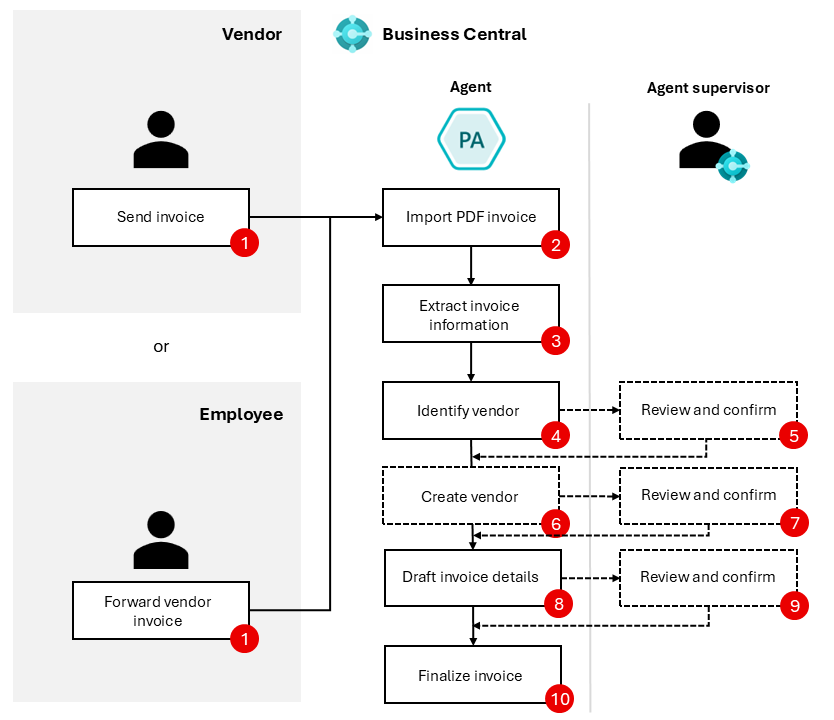 Vendor
Business Central
Agent
Agent supervisor
PA
Send invoice
1
Import PDF invoice
2
Extract invoice
information
3
or
Employee
Identify vendor
4
Review and confirm
5
Create vendor
6
Review and confirm
7
Forward vendor
invoice
1
Draft invoice details
8
Review and confirm
9
Finalize invoice
10